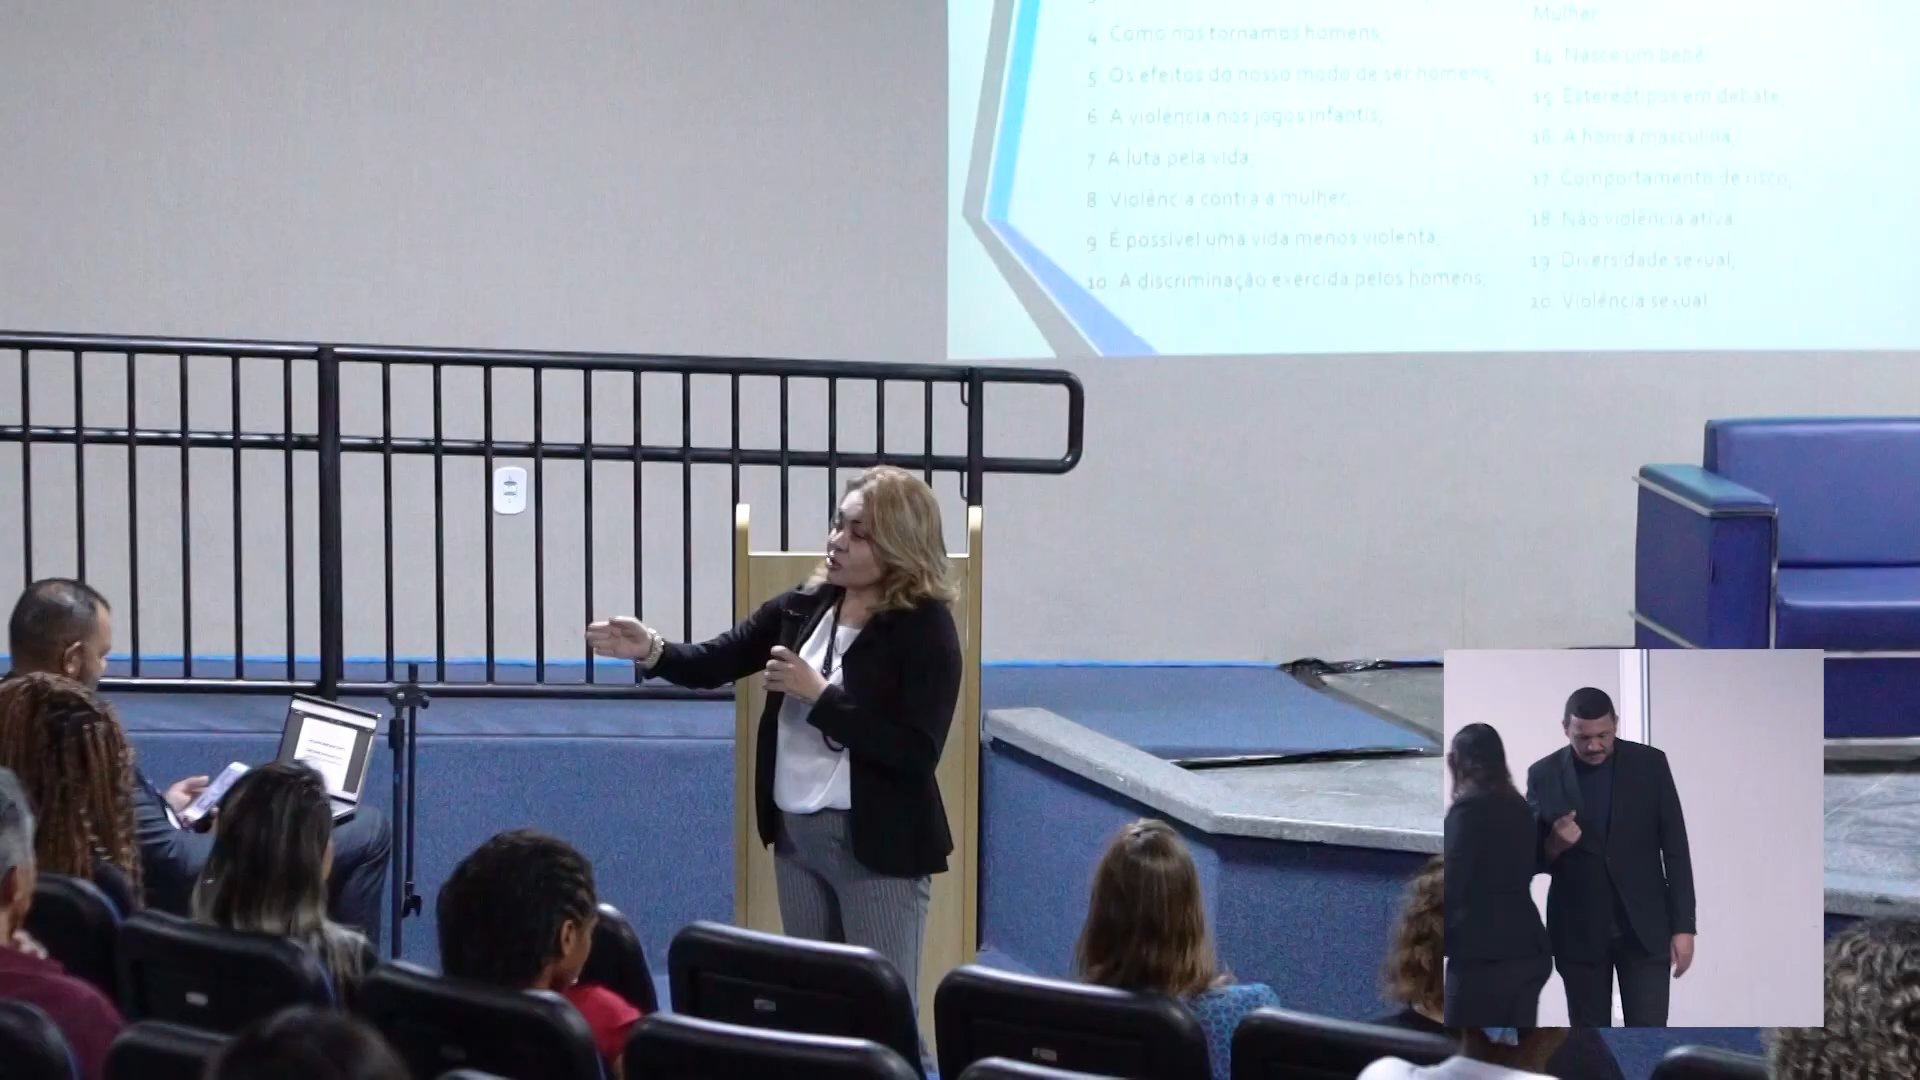 4. Como nos tornamos homens;
5. Os efeitos do nosso modo de ser homens;
6. A violência nos jogos infantis;
7. A luta pela vida;
8. Violência contra a mulher;
9. É possível uma vida menos violenta;
10. A discriminação exercida pelos homens;
Mulher;
14. Nasce um bebê;
15. Estereótipos em debate;
16. A honra masculina;
17. Comportamento de risco;
18. Não violência ativa;
19. Diversidade sexual;
20. Violência sexual